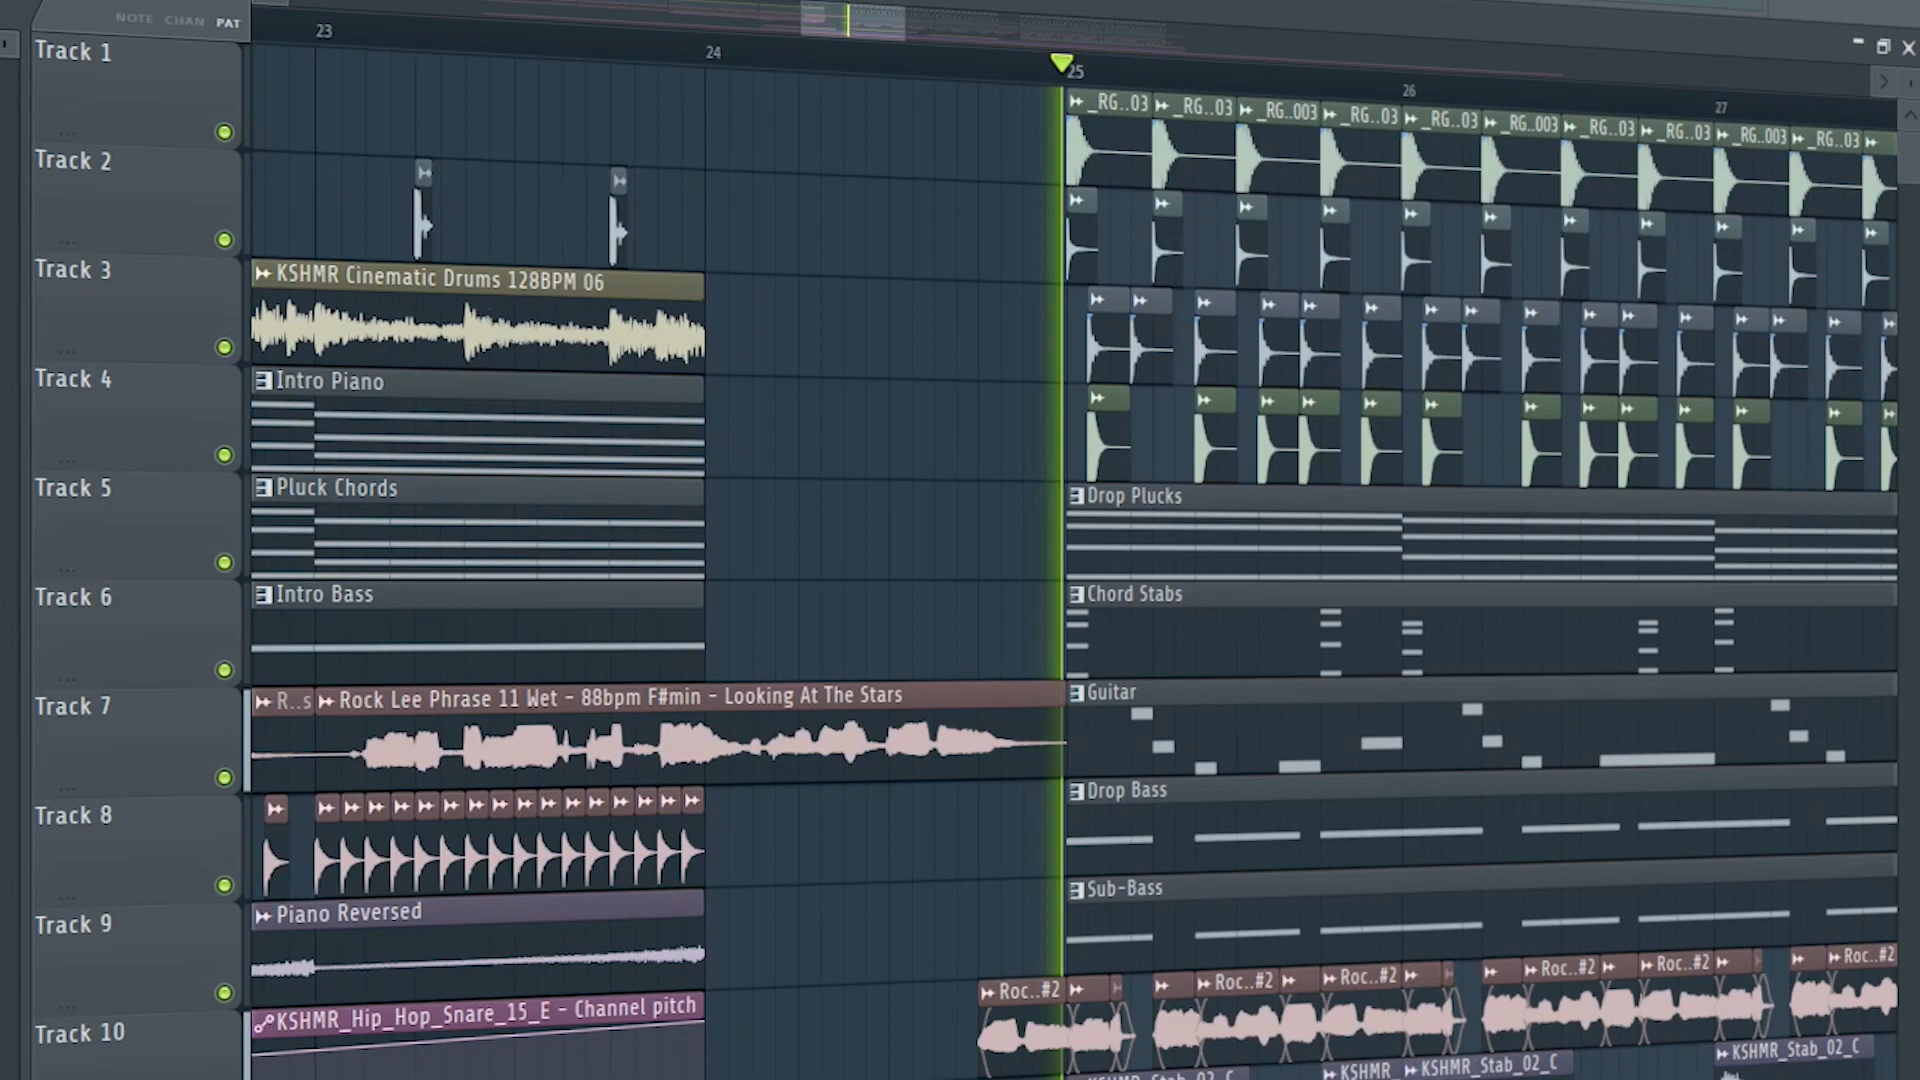 NOTE CHAN PAT
23
24
25
26
27
Track 1
_RG..03 _RG..03 _RG..003 _RG..03 _RG..03 _RG..003 _RG..03 _RG..03 _RG..003 _RG..03
Track 2
Track 3
KSHMR Cinematic Drums 128BPM 06
Track 4
Intro Piano
Track 5
Pluck Chords
Drop Plucks
Track 6
Intro Bass
Chord Stabs
Track 7
R..s Rock Lee Phrase 11 Wet - 88bpm F#min - Looking At The Stars
Guitar
Track 8
Drop Bass
Track 9
Piano Reversed
Sub-Bass
Roc..#2 Roc..#2 Roc..#2 Roc..#2 Roc..#2 Roc..#2
Track 10
KSHMR_Hip_Hop_Snare_15_E - Channel pitch
KSHMR_ KSHMR_Stab_02_C KSHMR_Stab_02_C